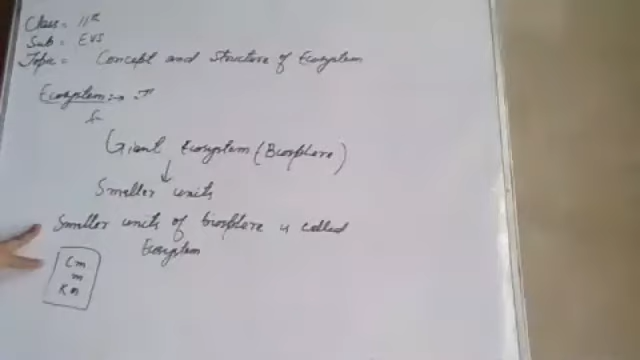 Class = 11th
Sub = EVS
Topic = Concept and structure of Ecosystem
Ecosystem :→
Giant Ecosystem (Biosphere)
↓
Smaller units
Smaller units of biosphere is called
Ecosystem
Cm
m
Km